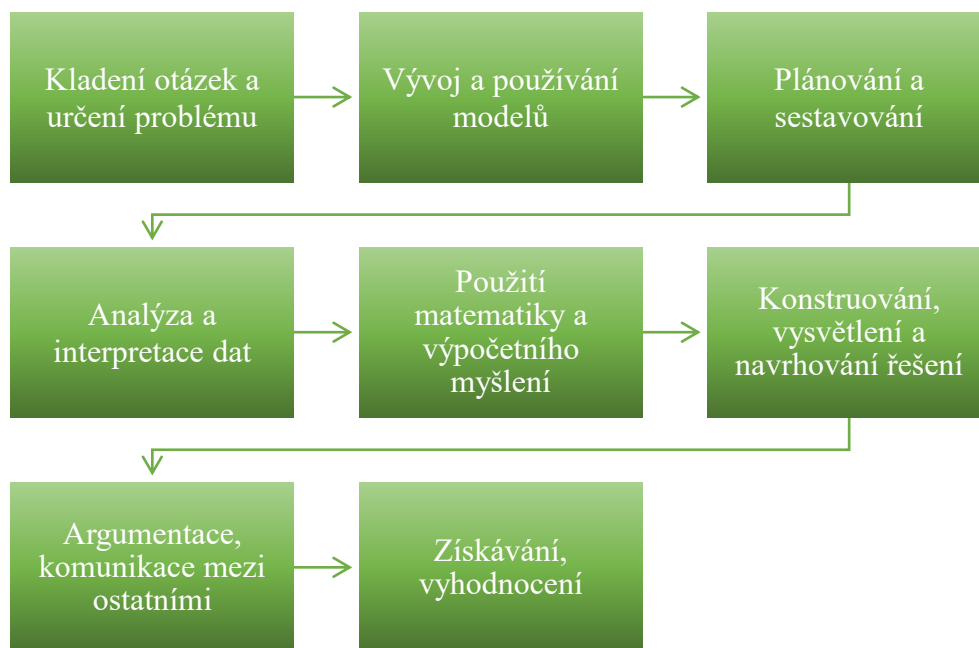 Kladení otázek a
určení problému
Vývoj a používání
modelů
Plánování a
sestavování
Analýza a
interpretace dat
Použití
matematiky a
výpočetního
myšlení
Konstruování,
vysvětlení a
navrhování řešení
Argumentace,
komunikace mezi
ostatními
Získávání,
vyhodnocení